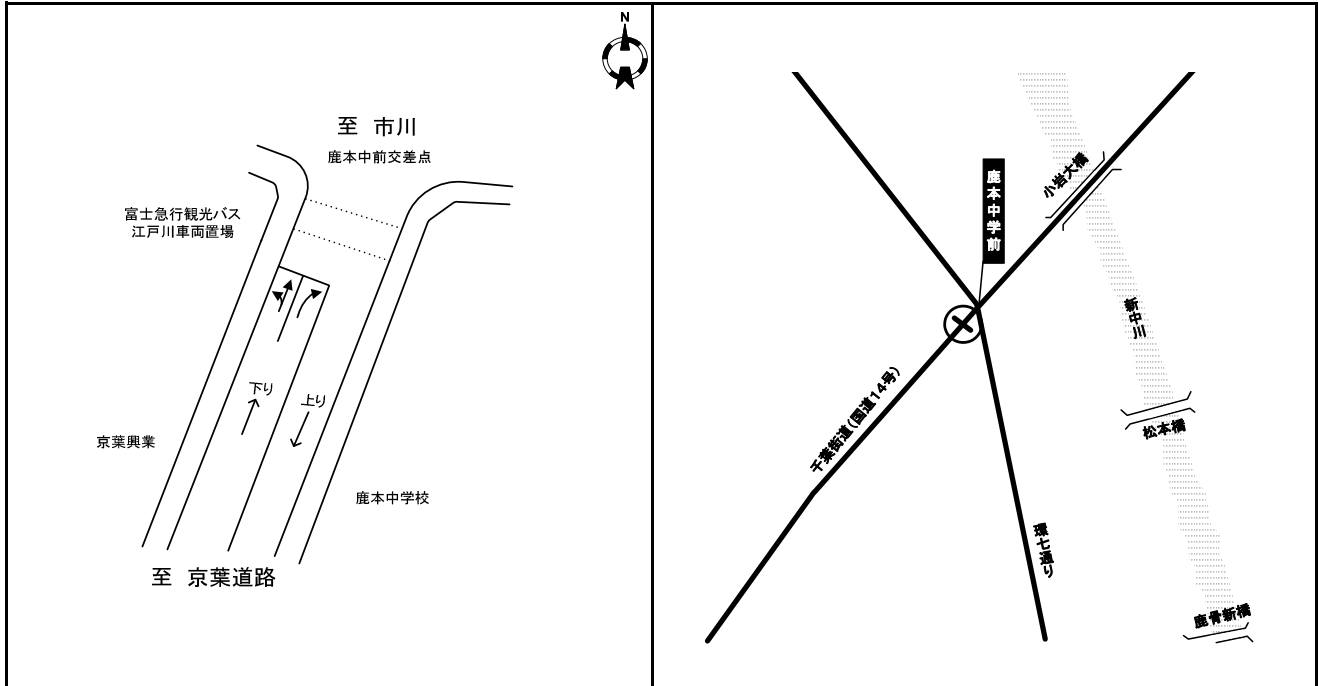 N
至 市川
鹿本中前交差点
富士急行観光バス
江戸川車両置場
下り
上り
京葉興業
鹿本中学校
至 京葉道路
鹿本中学前
小岩大橋
新中川
千葉街道(国道14号)
松本橋
環七通り
鹿骨新橋